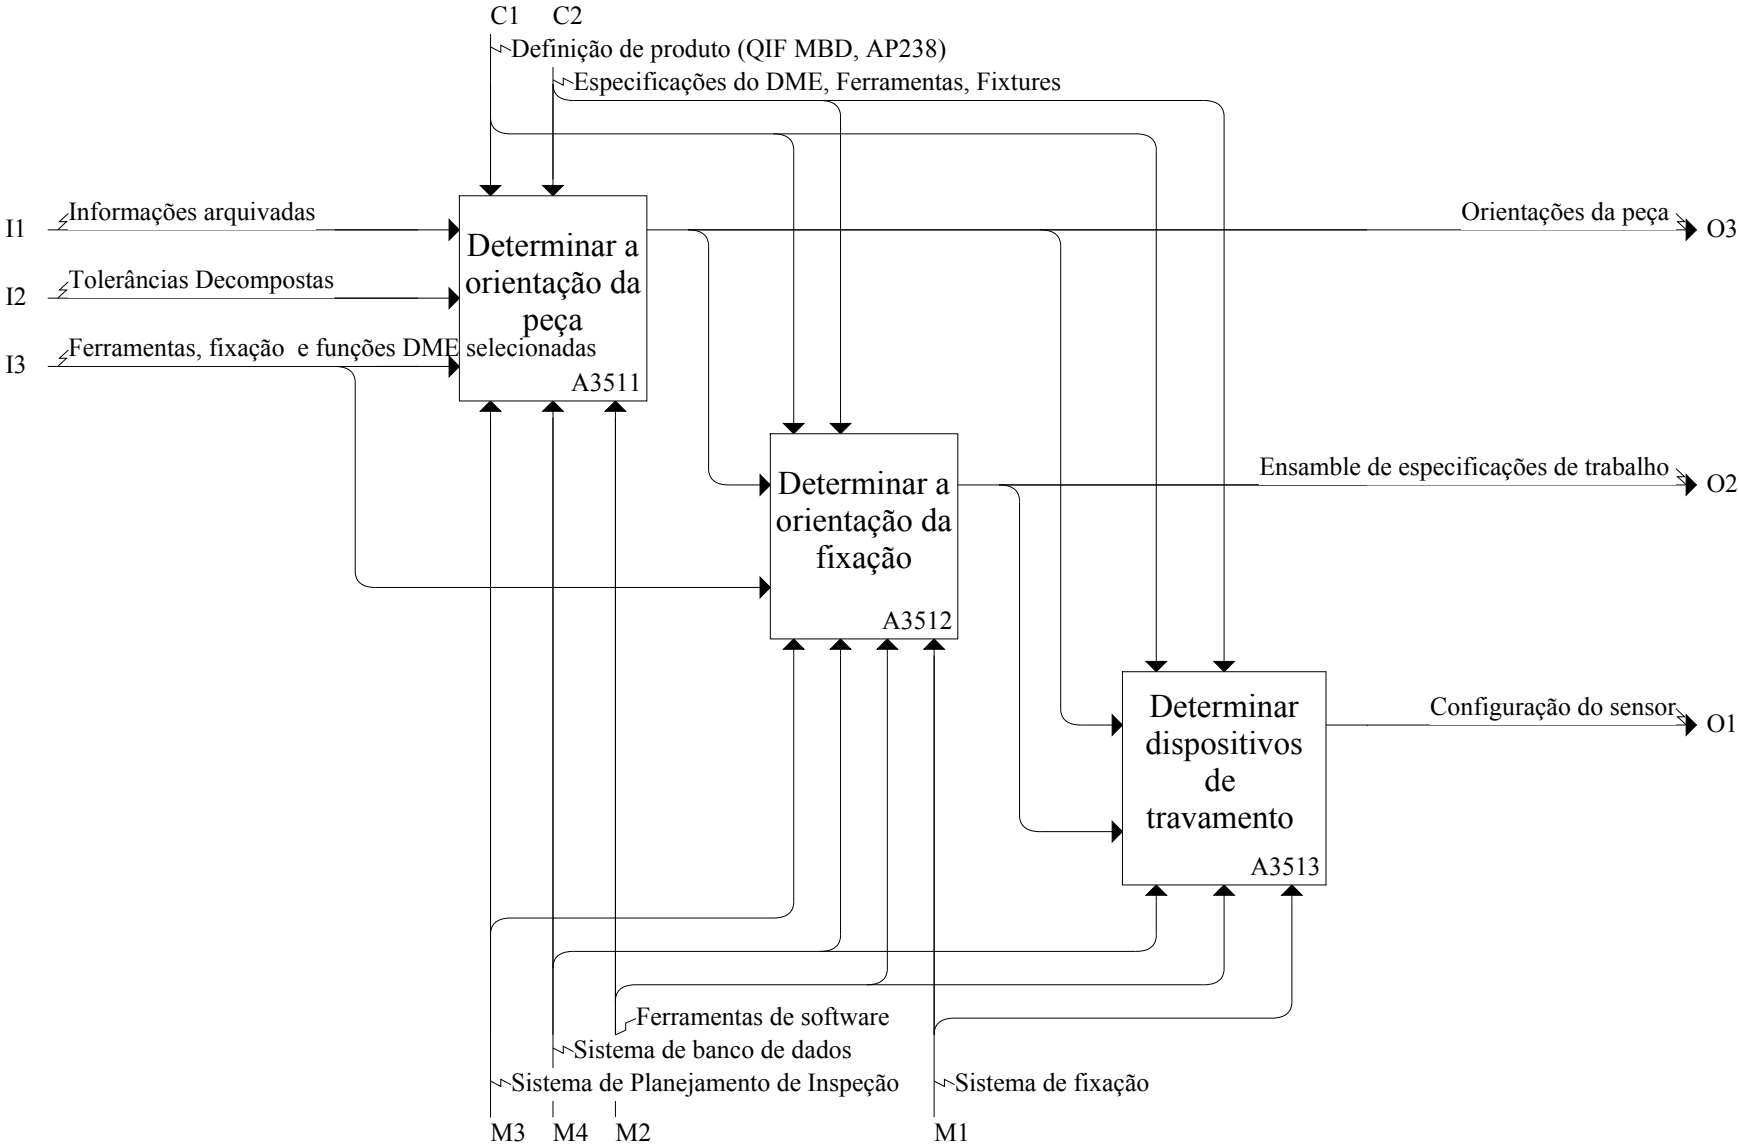 C1
C2
Definição de produto (QIF MBD, AP238)
Especificações do DME, Ferramentas, Fixtures
I1
Informações arquivadas
Orientações da peça
O3
I2
Tolerâncias Decompostas
I3
Ferramentas, fixação  e funções DME selecionadas
Determinar a
orientação da
peça
A3511
Ensamble de especificações de trabalho
O2
Determinar a
orientação da
fixação
A3512
Configuração do sensor
O1
Determinar
dispositivos
de
travamento
A3513
Ferramentas de software
Sistema de banco de dados
Sistema de Planejamento de Inspeção
Sistema de fixação
M3
M4
M2
M1